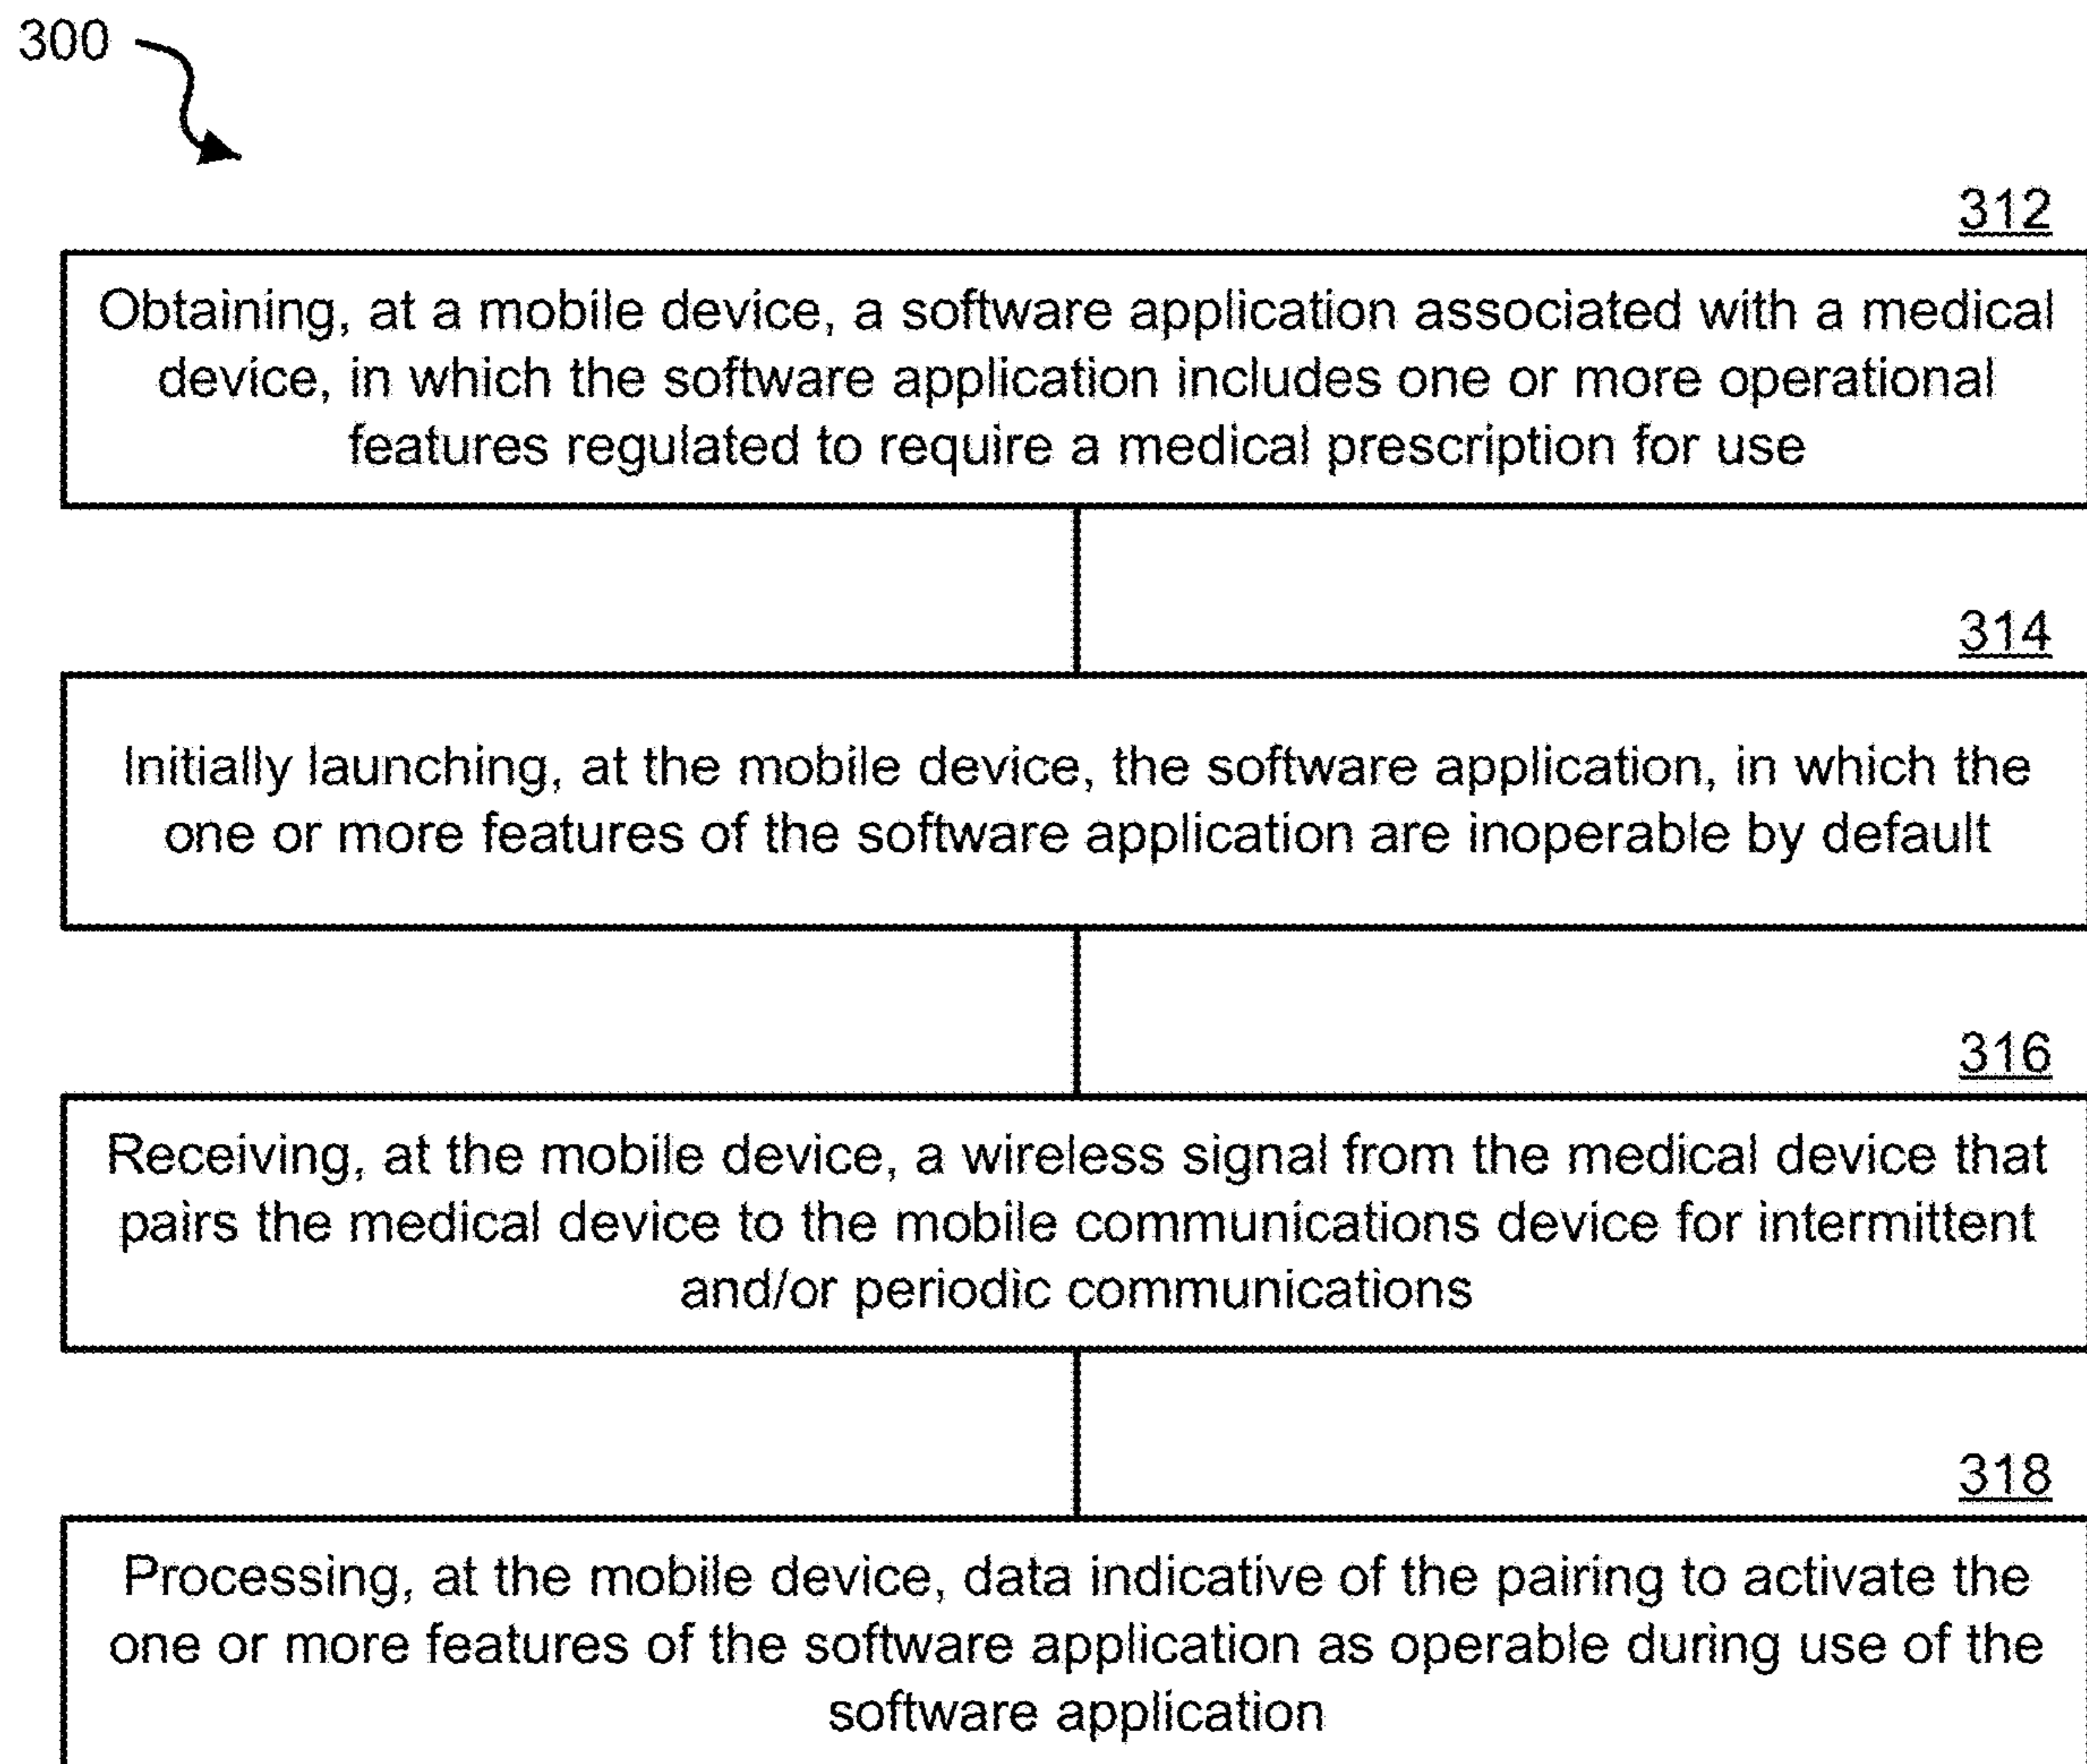 300
312
Obtaining, at a mobile device, a software application associated with a medical
device, in which the software application includes one or more operational
features regulated to require a medical prescription for use
314
Initially launching, at the mobile device, the software application, in which the
one or more features of the software application are inoperable by default
316
Receiving, at the mobile device, a wireless signal from the medical device that
pairs the medical device to the mobile communications device for intermittent
and/or periodic communications
318
Processing, at the mobile device, data indicative of the pairing to activate the
one or more features of the software application as operable during use of the
software application